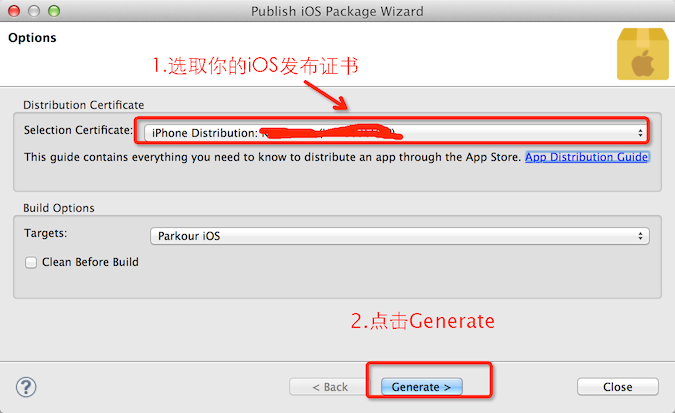 Publish iOS Package Wizard
Options
1.选取你的iOS发布证书
Distribution Certificate
Selection Certificate: iPhone Distribution:
This guide contains everything you need to know to distribute an app through the App Store. App Distribution Guide
Build Options
Targets: Parkour iOS
Clean Before Build
2.点击Generate
? < Back Generate > Close